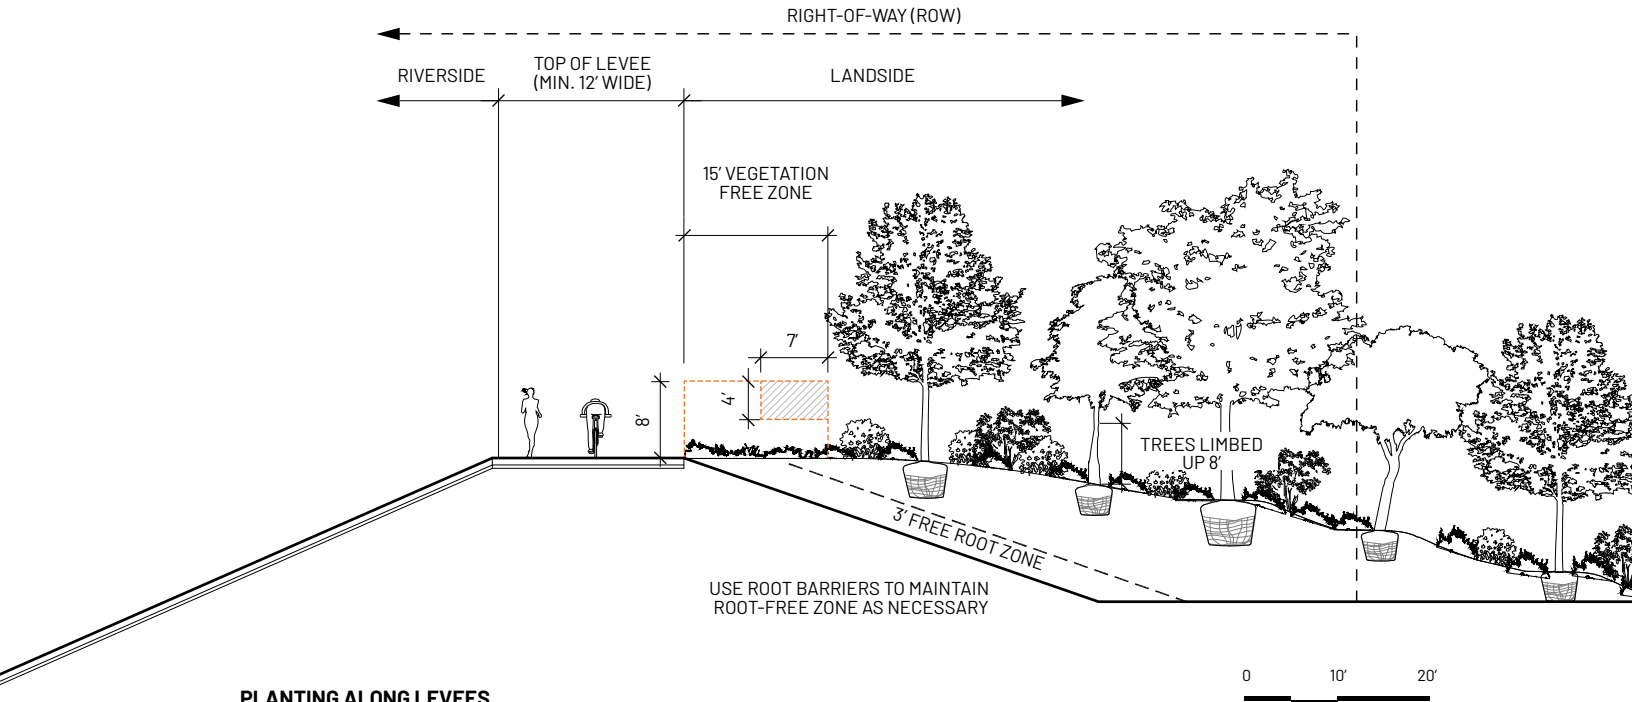 RIGHT-OF-WAY (ROW)
RIVERSIDE
TOP OF LEVEE
(MIN. 12′ WIDE)
LANDSIDE
15′ VEGETATION
FREE ZONE
7′
4′
8′
TREES LIMBED
UP 8′
3′ FREE ROOT ZONE
USE ROOT BARRIERS TO MAINTAIN
ROOT-FREE ZONE AS NECESSARY
0 10′ 20′
PLANTING ALONG LEVEES